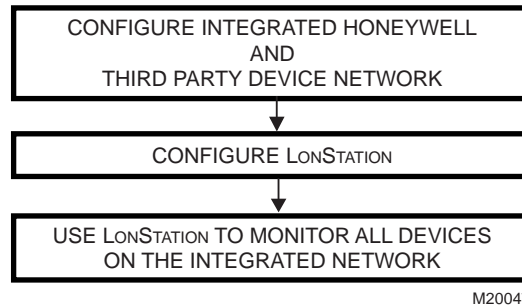 CONFIGURE INTEGRATED HONEYWELL
AND
THIRD PARTY DEVICE NETWORK
CONFIGURE LONSTATION
USE LONSTATION TO MONITOR ALL DEVICES
ON THE INTEGRATED NETWORK
M2004